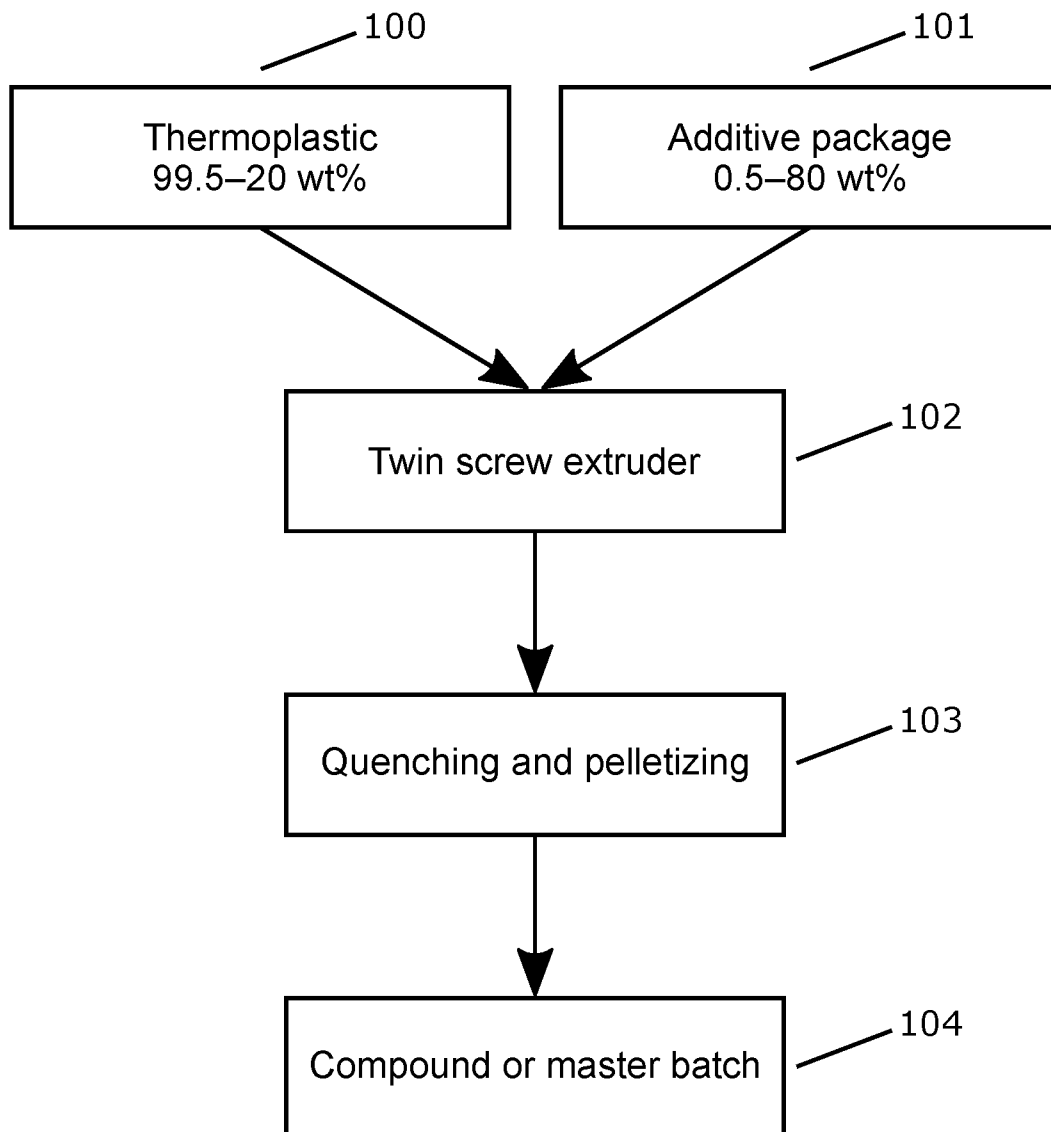 100
101
Thermoplastic
99.5–20 wt%
Additive package
0.5–80 wt%
102
Twin screw extruder
103
Quenching and pelletizing
104
Compound or master batch